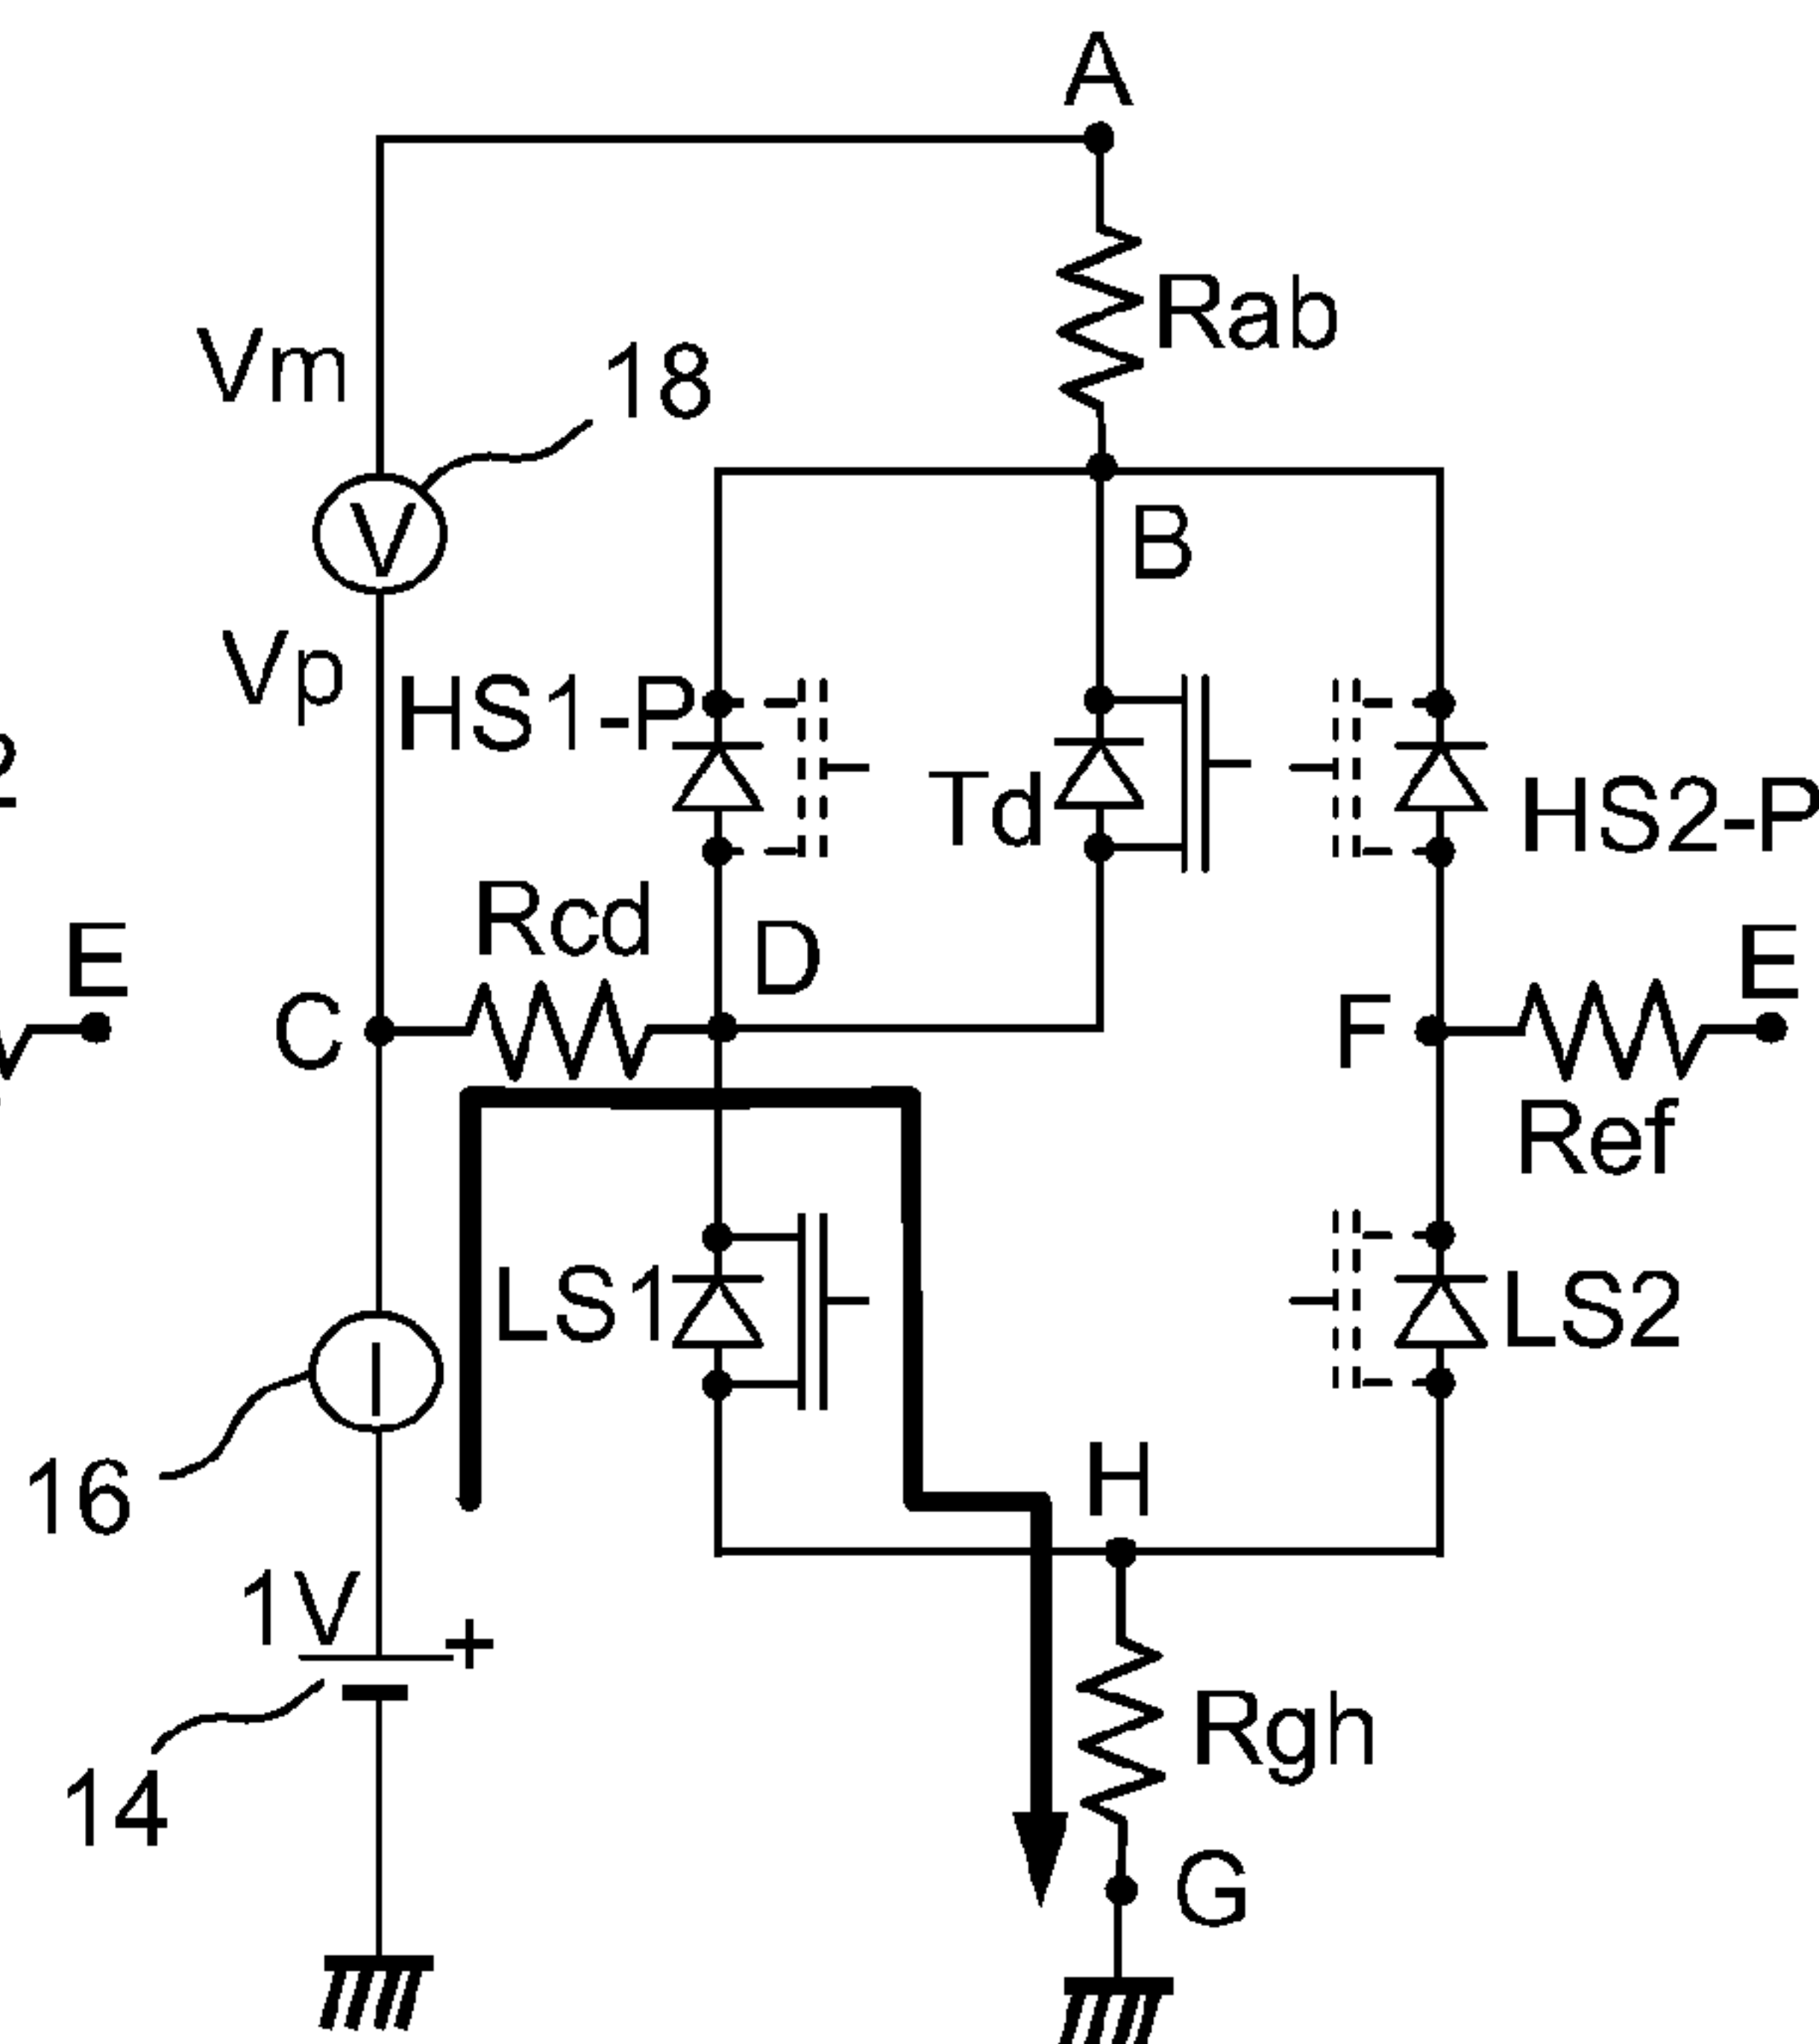 A
Rab
Vm
18
V
B
Vp
HS1-P
Td
HS2-P
Rcd
D
E
C
F
E
Ref
LS1
LS2
I
16
H
1V
+
Rgh
14
G